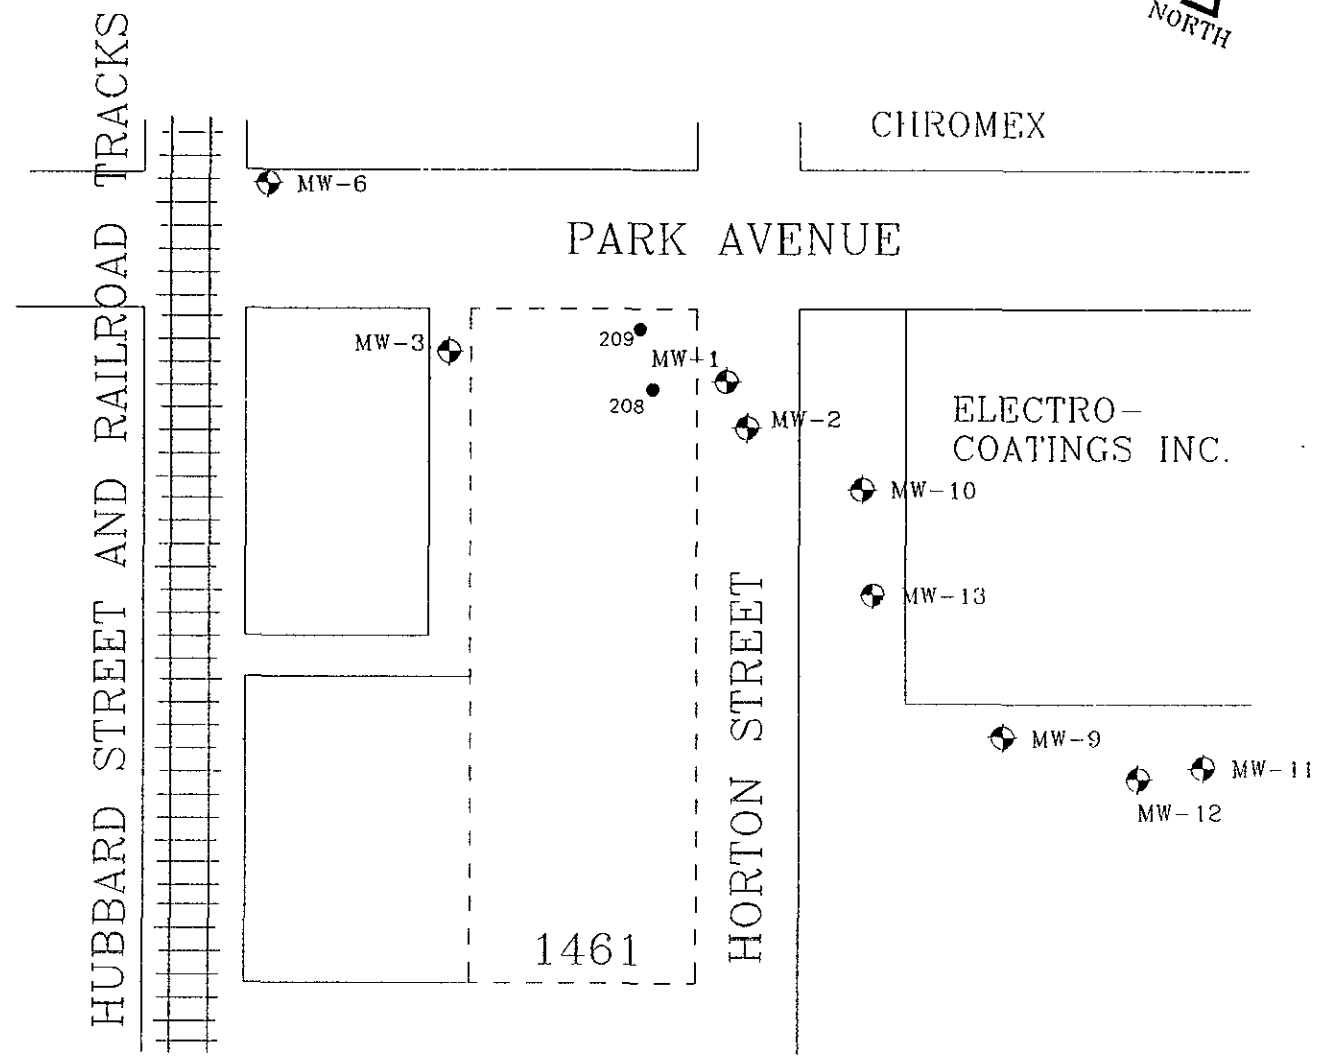 NORTH
CHROMEX
HUBBARD STREET AND RAILROAD TRACKS
MW-6
PARK AVENUE
MW-3
209
MW-1
208
MW-2
ELECTRO-
COATINGS INC.
MW-10
MW-13
HORTON STREET
MW-9
MW-11
MW-12
1461